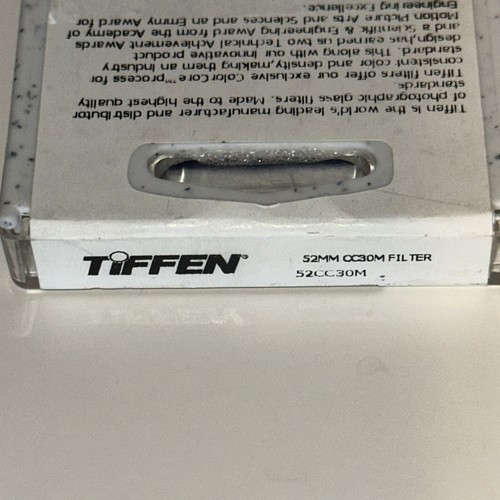 Tiffen is the world's leading manufacturer and distributor
of photographic glass filters. Made to the highest quality
standards.
Tiffen filters offer our exclusive ColorCore™ process for
consistent color and density, making them an industry
standard. This along with our innovative product
design, has earned us two Technical Achievement Awards
and a Scientific & Engineering Award from the Academy of
Motion Picture Arts and Sciences and an Emmy Award for
Engineering Excellence.
TIFFEN®
52MM CC30M FILTER
52CC30M